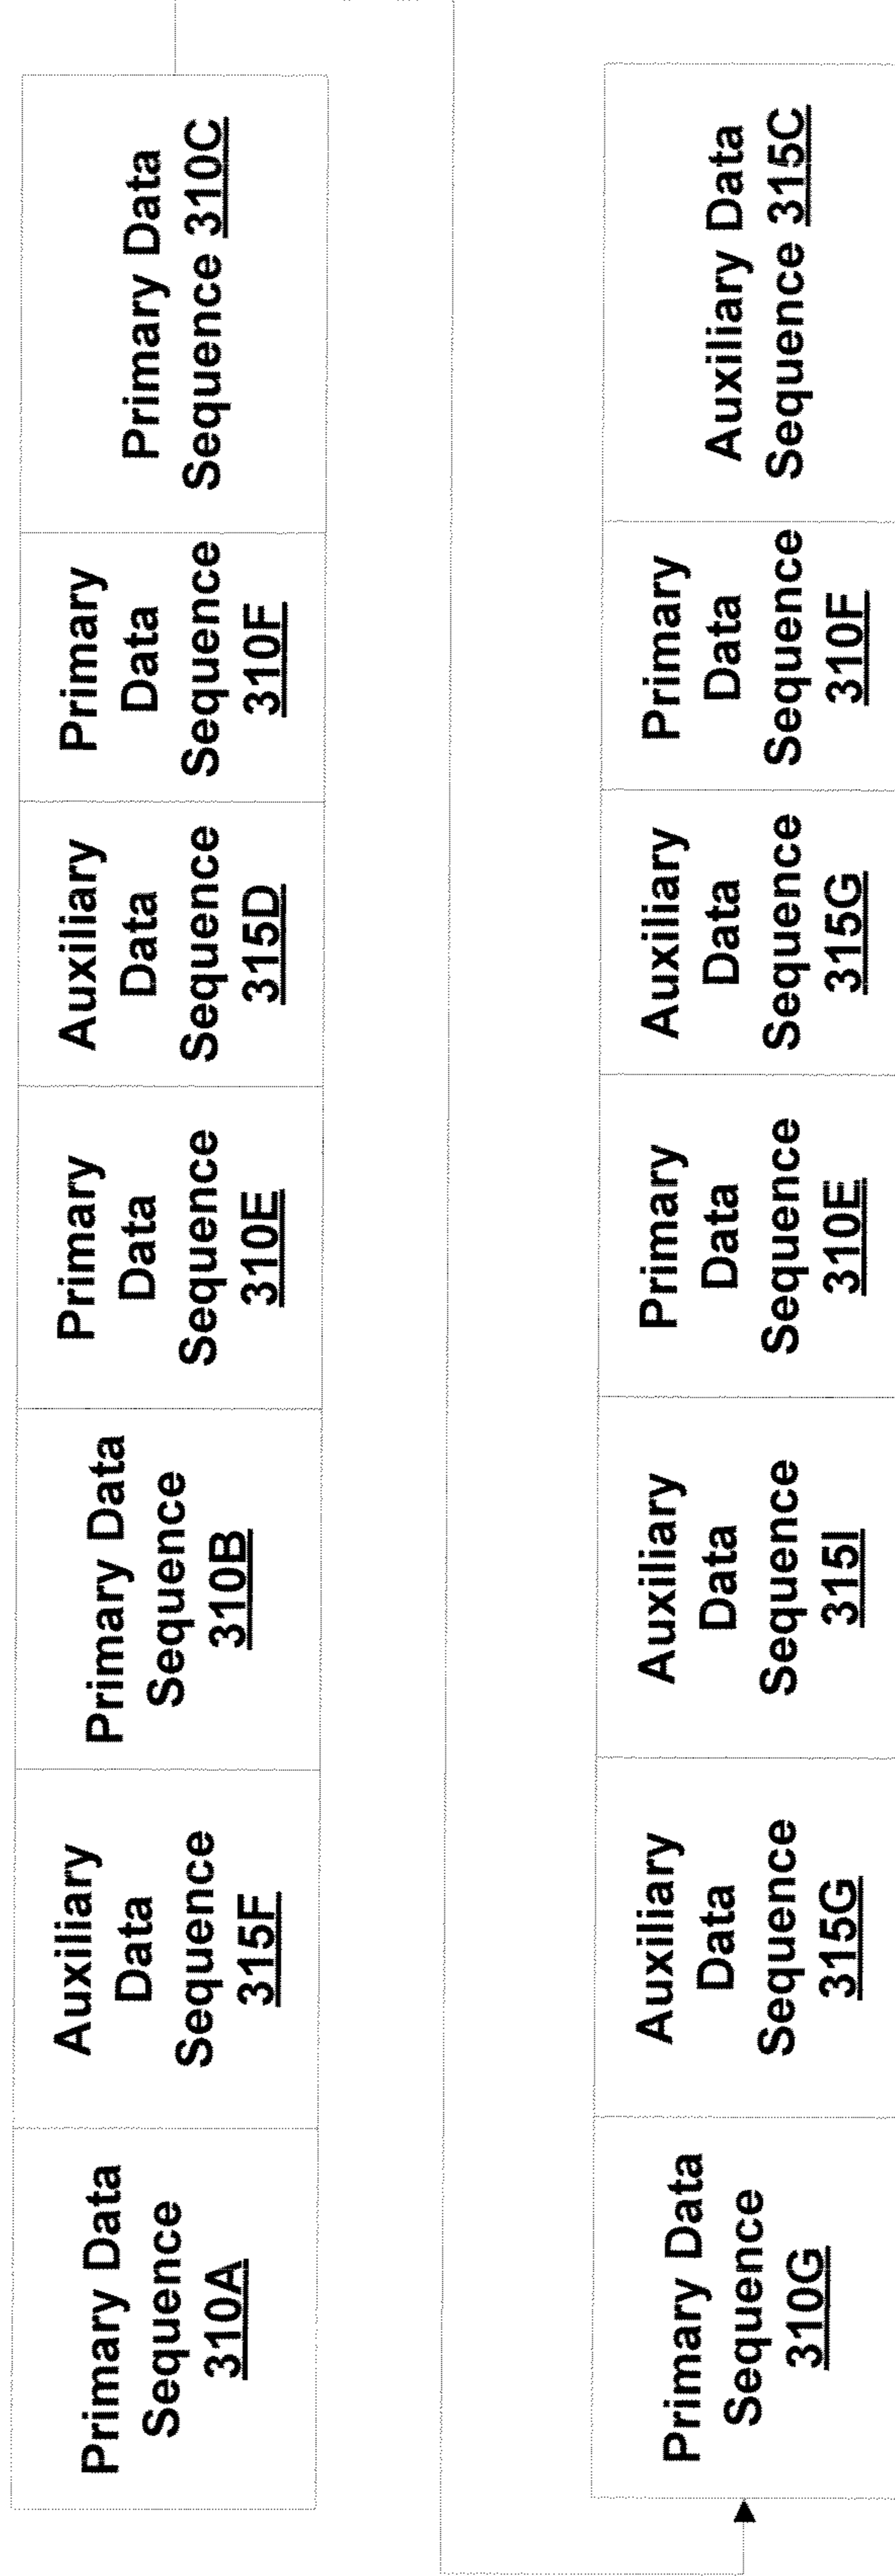 Primary Data
Sequence
310A
Auxiliary
Data
Sequence
315F
Primary Data
Sequence
310B
Primary
Data
Sequence
310E
Auxiliary
Data
Sequence
315D
Primary
Data
Sequence
310F
Primary Data
Sequence 310C
Primary Data
Sequence
310G
Auxiliary
Data
Sequence
315G
Auxiliary
Data
Sequence
315I
Primary
Data
Sequence
310E
Auxiliary
Data
Sequence
315G
Primary
Data
Sequence
310F
Auxiliary Data
Sequence 315C